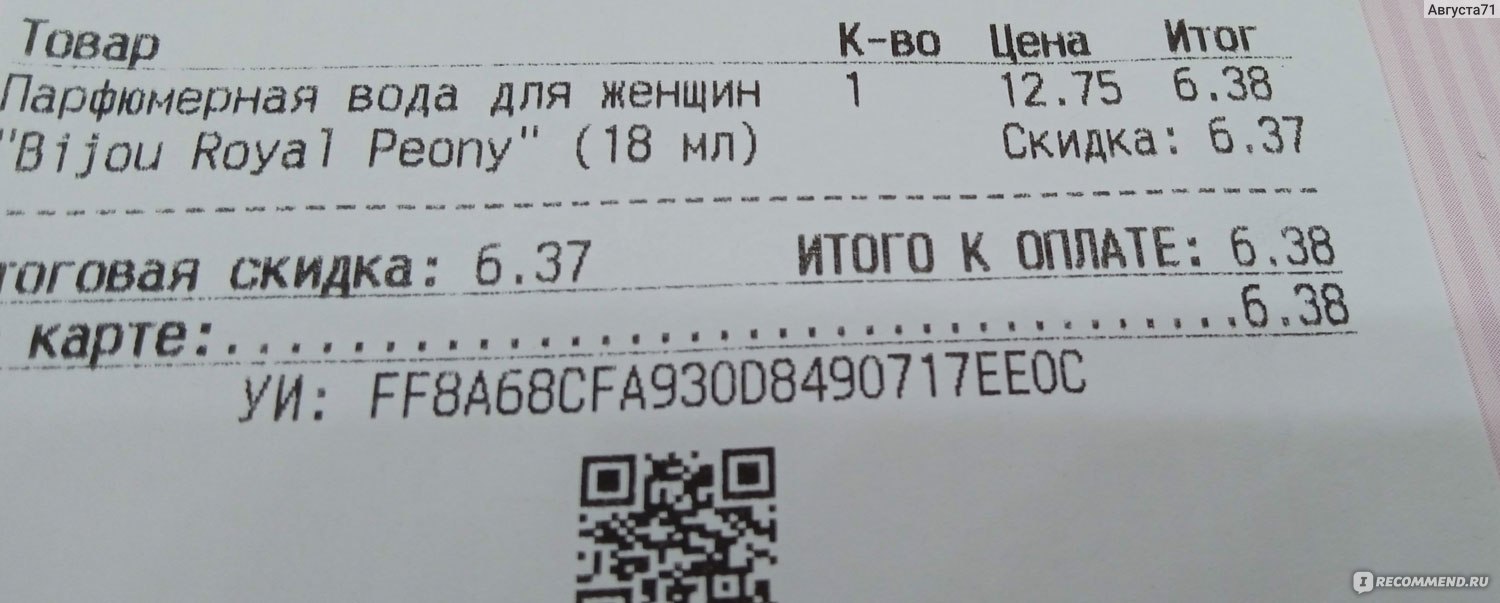 Августа71
Товар К-во Цена Итог
Парфюмерная вода для женщин 1 12.75 6.38
"Bijou Royal Peony" (18 мл) Скидка: 6.37
тоговая скидка: 6.37 ИТОГО К ОПЛАТЕ: 6.38
карте:........................................6.38
УИ: FF8A68CFA930D8490717EE0C
IRECOMMEND.RU